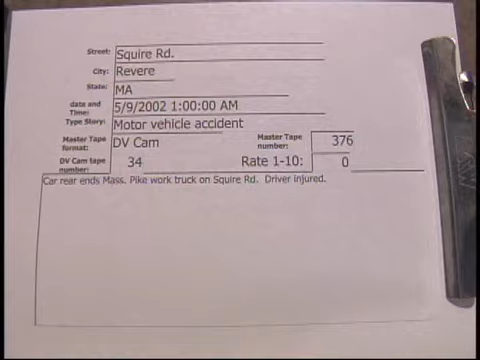 Street: Squire Rd.
City: Revere
State: MA
date and Time: 5/9/2002 1:00:00 AM
Type Story: Motor vehicle accident
Master Tape format: DV Cam Master Tape number: 376
DV Cam tape number: 34 Rate 1-10: 0
Car rear ends Mass. Pike work truck on Squire Rd. Driver injured.